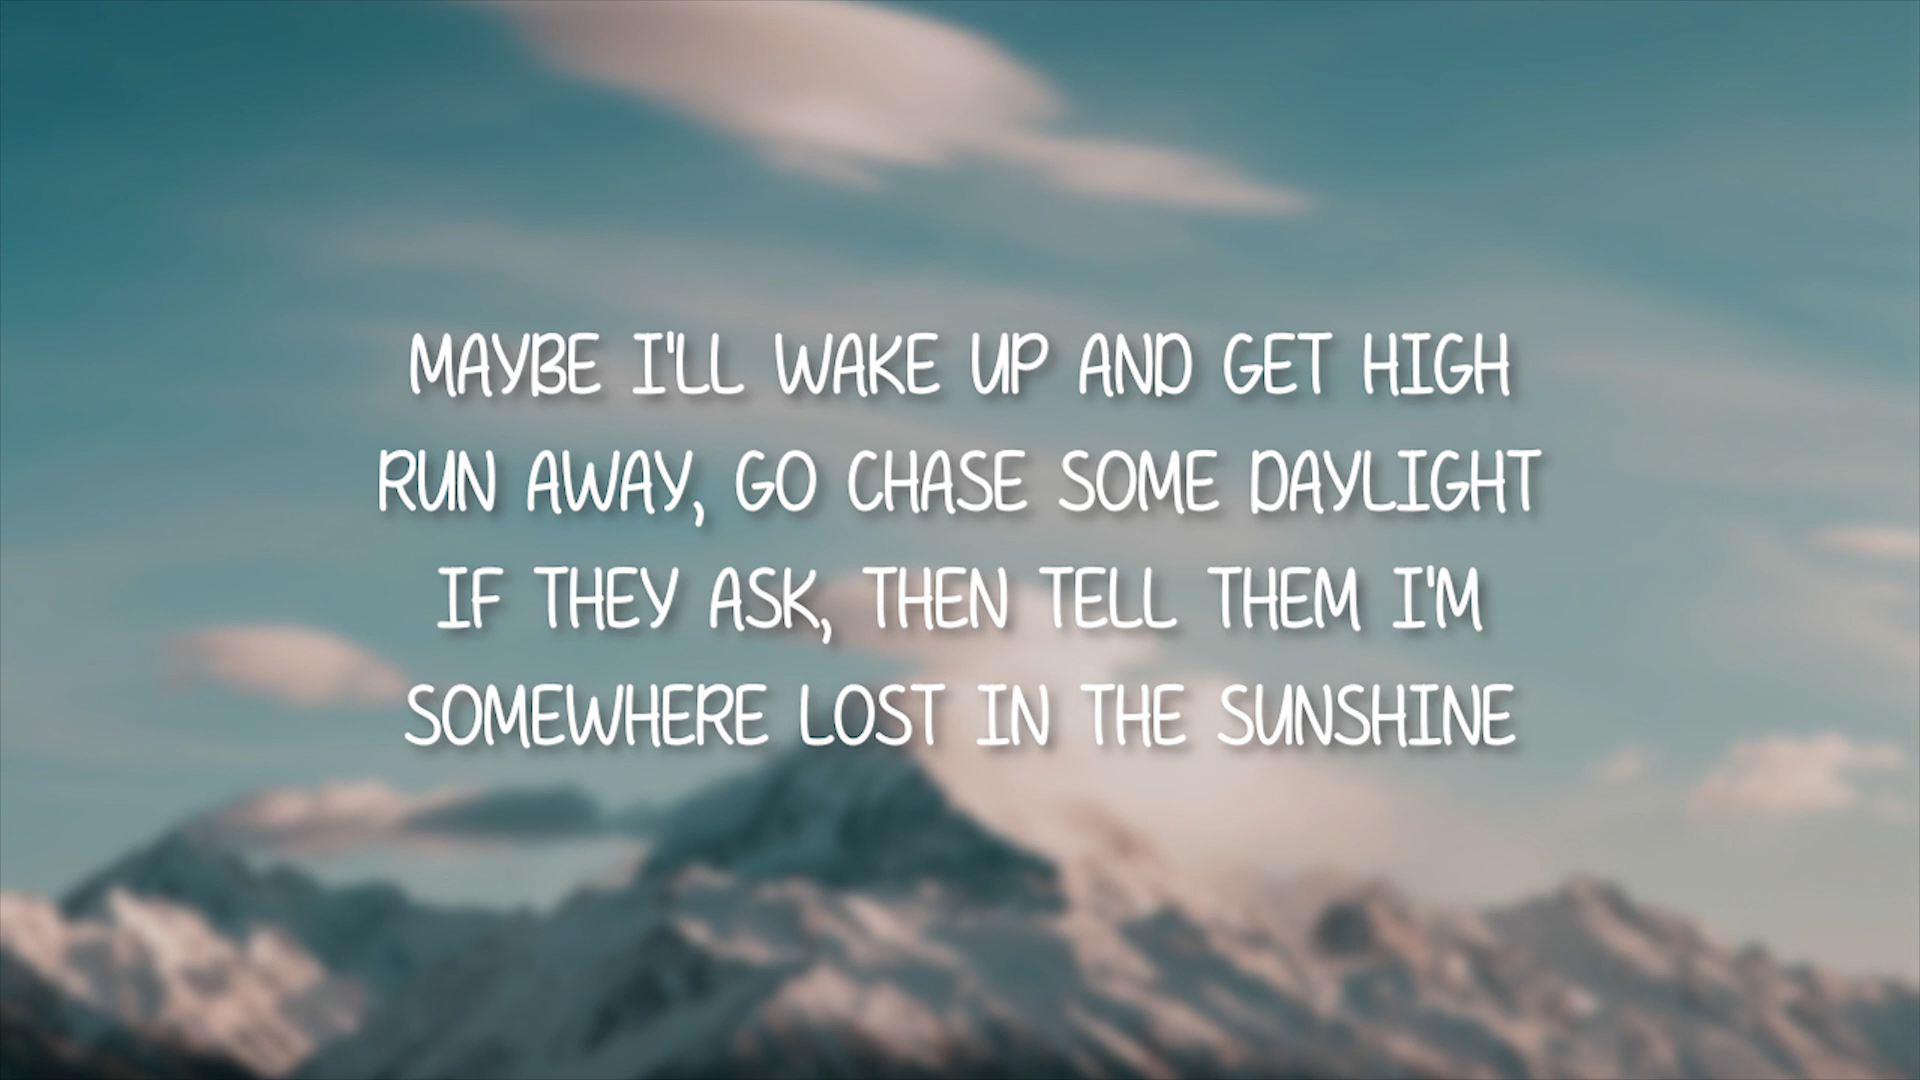 MAYBE I'LL WAKE UP AND GET HIGH
RUN AWAY, GO CHASE SOME DAYLIGHT
IF THEY ASK, THEN TELL THEM I'M
SOMEWHERE LOST IN THE SUNSHINE